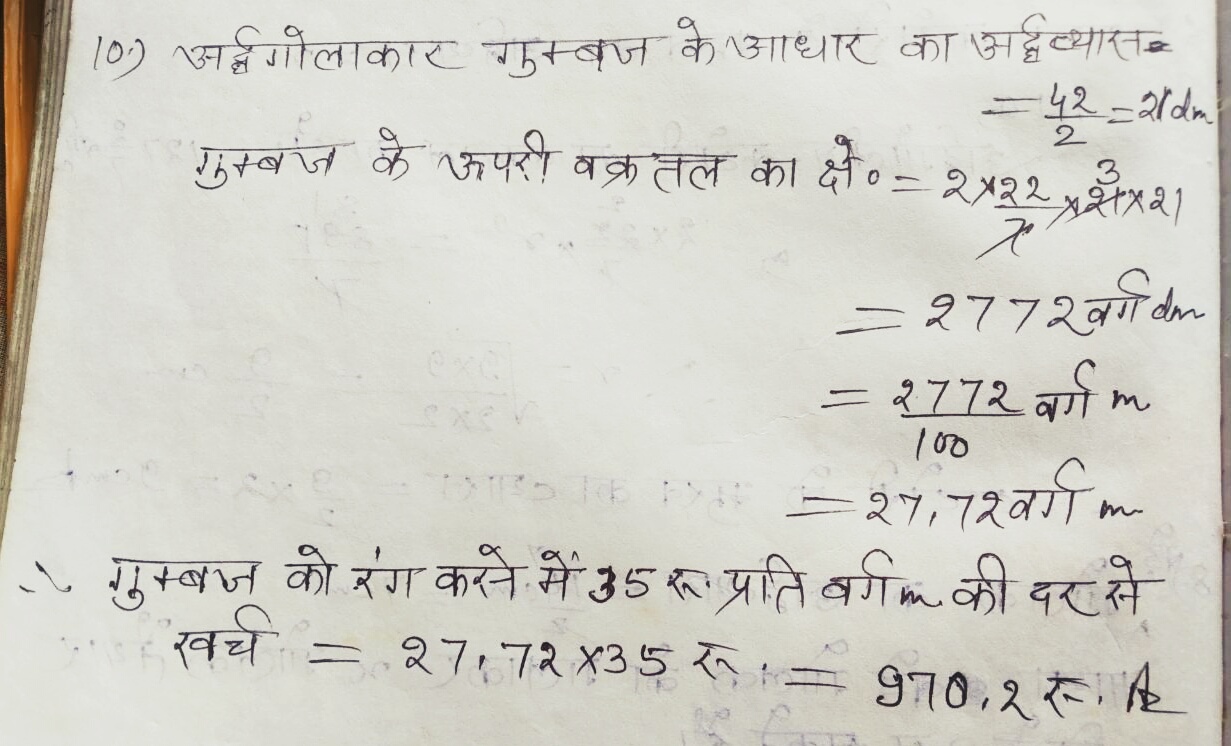 10.) अर्द्धगोलाकार गुम्बज के आधार का अर्द्धव्यास =
= 42/2 = 21 dm
गुम्बज के ऊपरी वक्र तल का क्षे० = 2 × 22/7 × 21 × 21
3
= 2772 वर्ग dm
= 2772/100 वर्ग m
= 27.72 वर्ग m
∴ गुम्बज को रंग करने में 35 रू. प्रति वर्ग m की दर से
खर्च = 27.72 × 35 रू. = 970.2 रू.